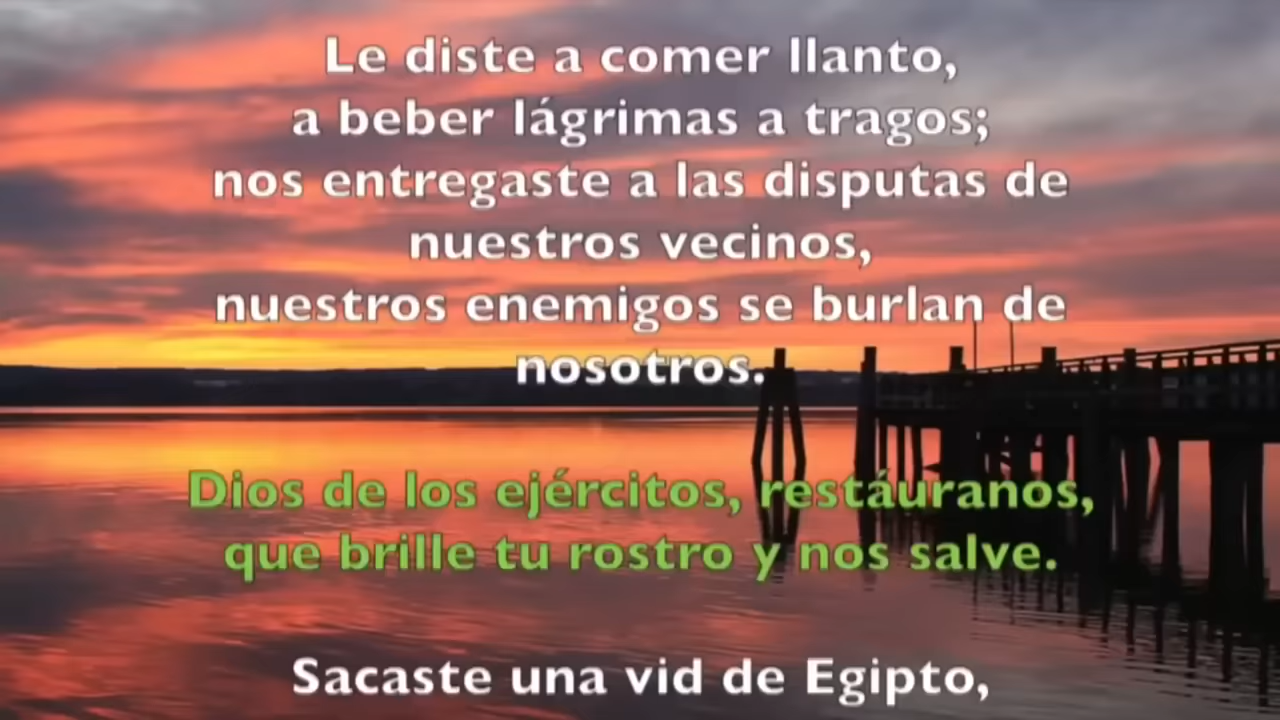 Le diste a comer llanto,
a beber lágrimas a tragos;
nos entregaste a las disputas de
nuestros vecinos,
nuestros enemigos se burlan de
nosotros.
Dios de los ejércitos, restáuranos,
que brille tu rostro y nos salve.
Sacaste una vid de Egipto,